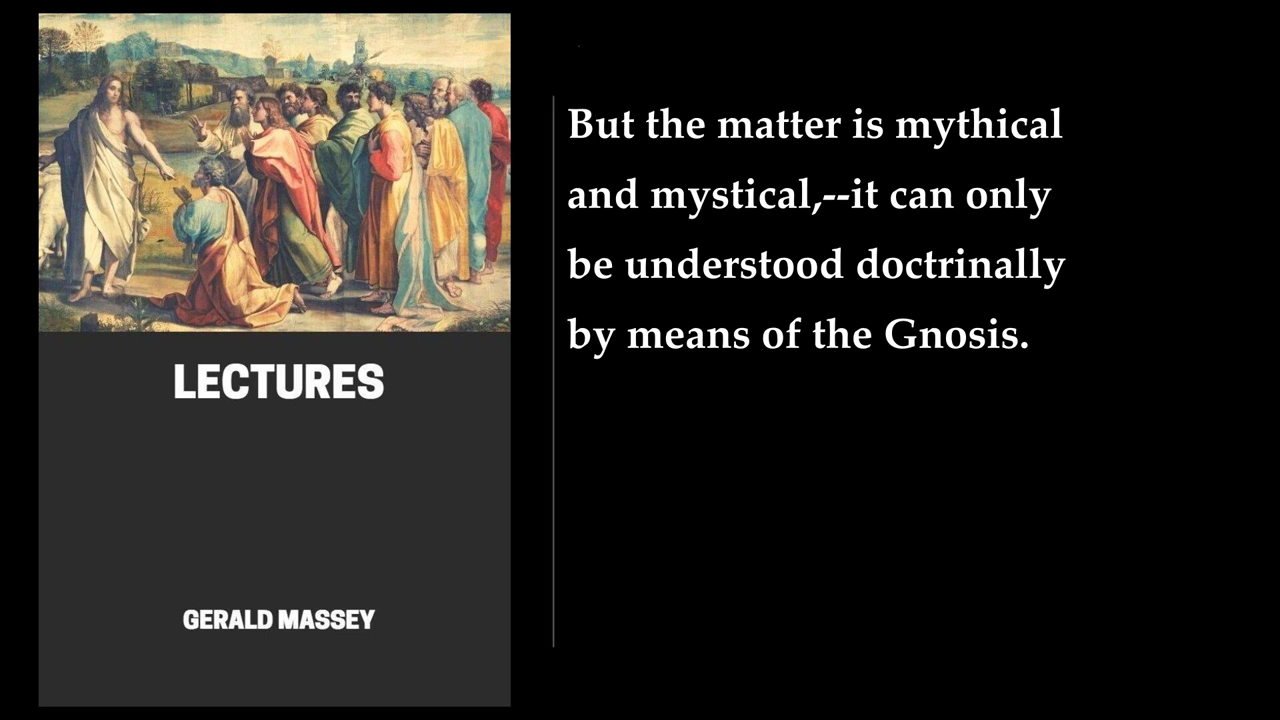 LECTURES
GERALD MASSEY
But the matter is mythical
and mystical,--it can only
be understood doctrinally
by means of the Gnosis.